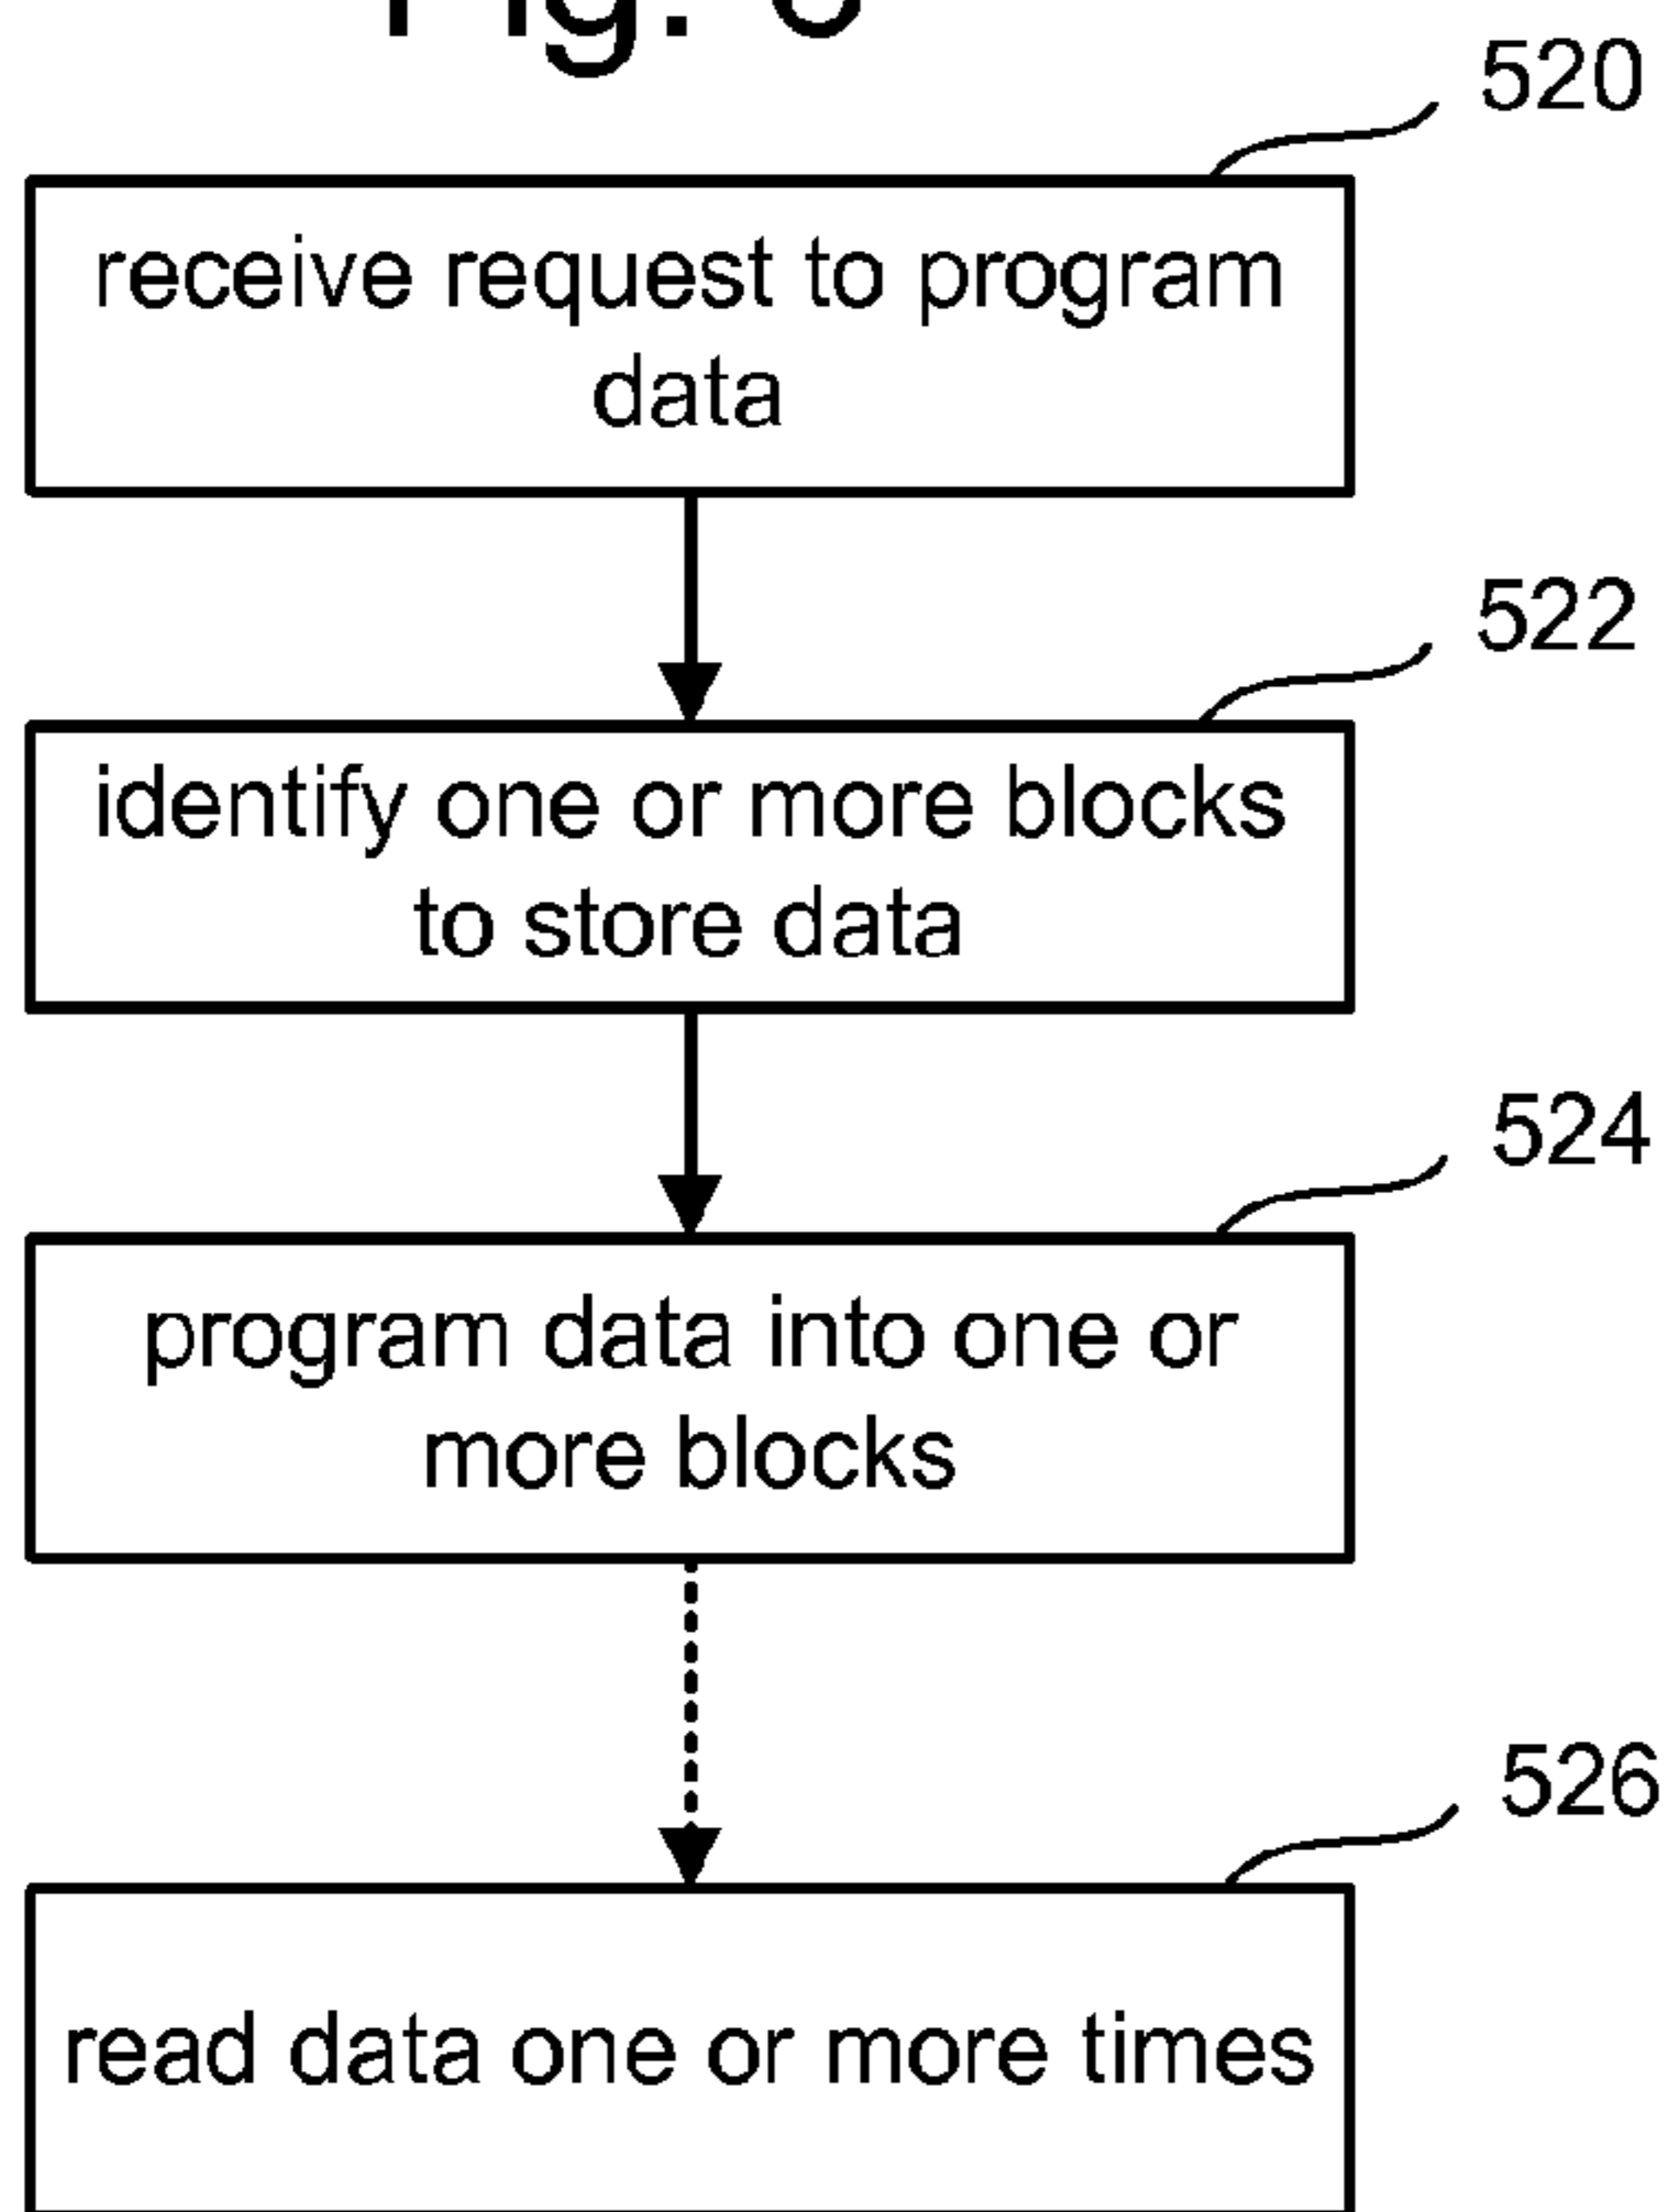 Fig.
520
receive request to program
data
522
identify one or more blocks
to store data
524
program data into one or
more blocks
526
read data one or more times